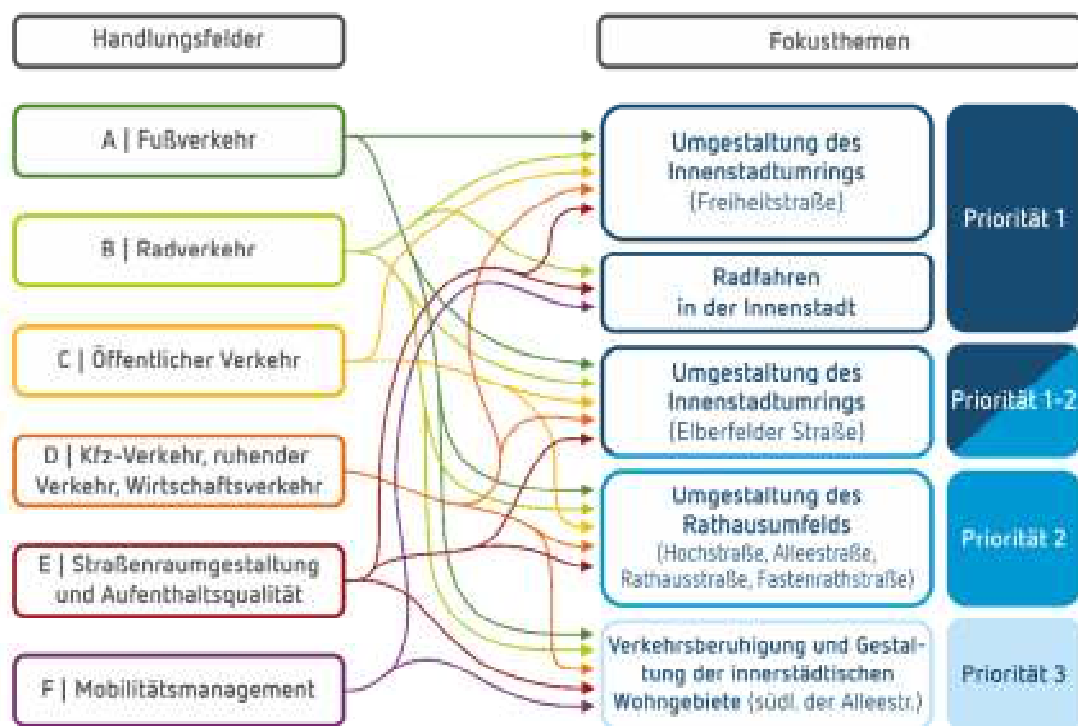 Handlungsfelder
Fokusthemen
A | Fußverkehr
B | Radverkehr
C | Öffentlicher Verkehr
D | Kfz-Verkehr, ruhender
Verkehr, Wirtschaftsverkehr
E | Straßenraumgestaltung
und Aufenthaltsqualität
F | Mobilitätsmanagement
Umgestaltung des
Innenstadtumrings
(Freiheitstraße)
Radfahren
in der Innenstadt
Priorität 1
Umgestaltung des
Innenstadtumrings
(Elberfelder Straße)
Priorität 1-2
Umgestaltung des
Rathausumfelds
(Hochstraße, Alleestraße,
Rathausstraße, Fastenrathstraße)
Priorität 2
Verkehrsberuhigung und Gestal-
tung der innerstädtischen
Wohngebiete (südl. der Alleestr.)
Priorität 3